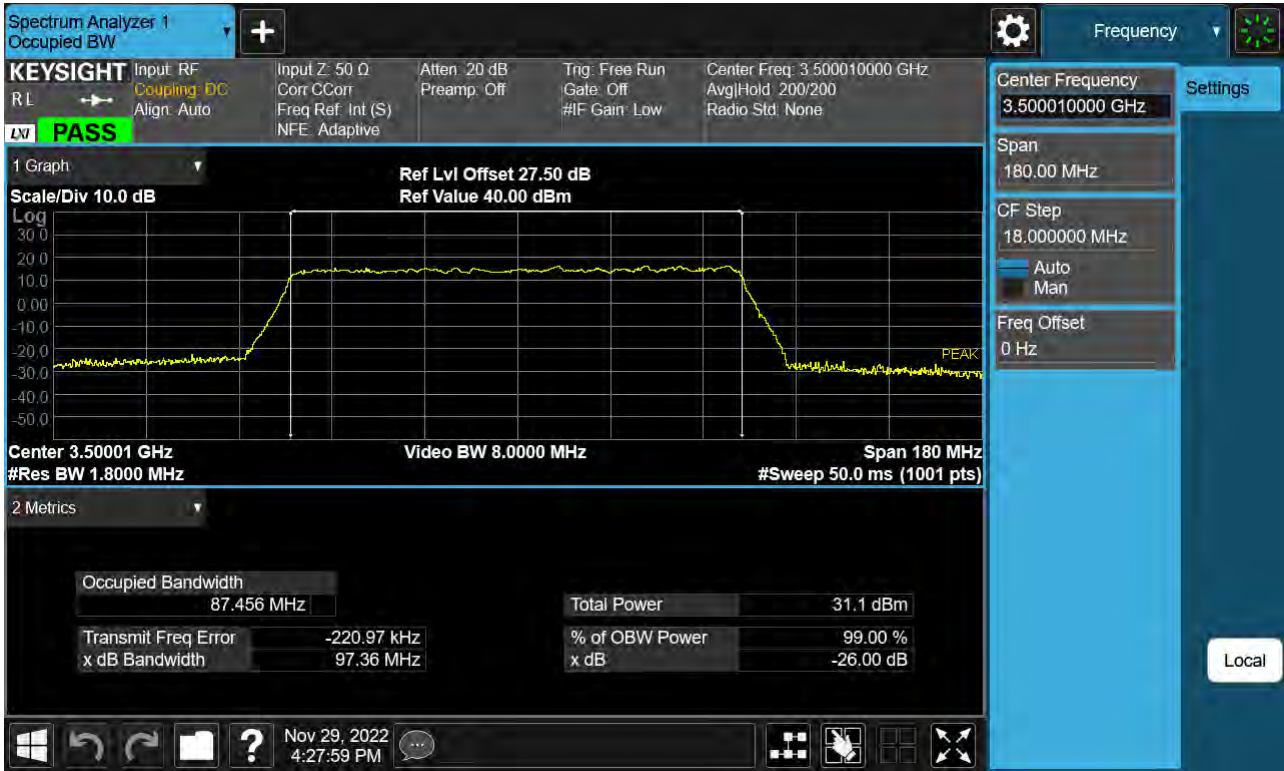 Spectrum Analyzer 1
Occupied BW
+
Frequency
KEYSIGHT
RL
LXI
PASS
Input: RF
Coupling: DC
Align: Auto
Input Z: 50 Ω
Corr CCorr
Freq Ref: Int (S)
NFE: Adaptive
Atten: 20 dB
Preamp: Off
Trig: Free Run
Gate: Off
#IF Gain: Low
Center Freq: 3.500010000 GHz
Avg|Hold: 200/200
Radio Std: None
Center Frequency
3.500010000 GHz
Settings
Span
180.00 MHz
CF Step
18.000000 MHz
Auto
Man
Freq Offset
0 Hz
Local
1 Graph
Scale/Div 10.0 dB
Ref Lvl Offset 27.50 dB
Ref Value 40.00 dBm
Log
30.0
20.0
10.0
0.00
-10.0
-20.0
-30.0
-40.0
-50.0
PEAK
Center 3.50001 GHz
#Res BW 1.8000 MHz
Video BW 8.0000 MHz
Span 180 MHz
#Sweep 50.0 ms (1001 pts)
2 Metrics
Occupied Bandwidth
87.456 MHz
Transmit Freq Error -220.97 kHz
x dB Bandwidth 97.36 MHz
Total Power 31.1 dBm
% of OBW Power 99.00 %
x dB -26.00 dB
?
Nov 29, 2022
4:27:59 PM